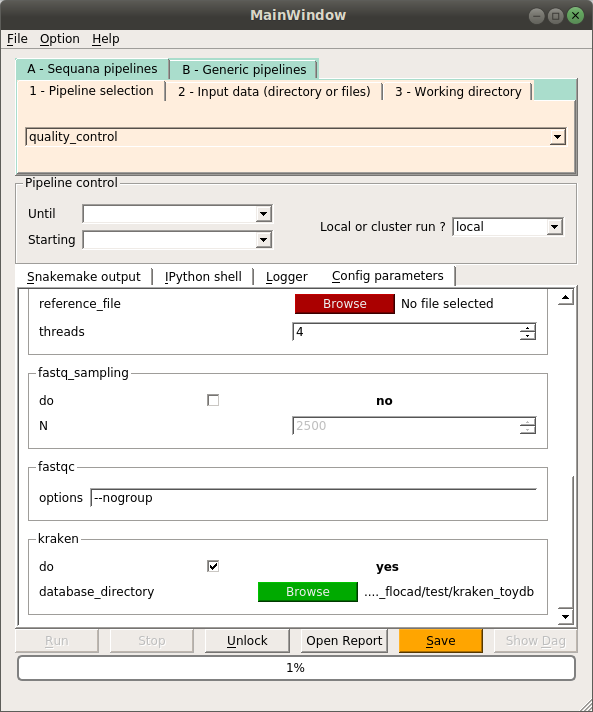 MainWindow
File Option Help
A - Sequana pipelines B - Generic pipelines
1 - Pipeline selection 2 - Input data (directory or files) 3 - Working directory
quality_control
Pipeline control
Until
Local or cluster run ? local
Starting
Snakemake output IPython shell Logger Config parameters
reference_file Browse No file selected
threads 4
fastq_sampling
do no
N 2500
fastqc
options --nogroup
kraken
do yes
database_directory Browse ...._flocad/test/kraken_toydb
Run Stop Unlock Open Report Save Show Dag
1%